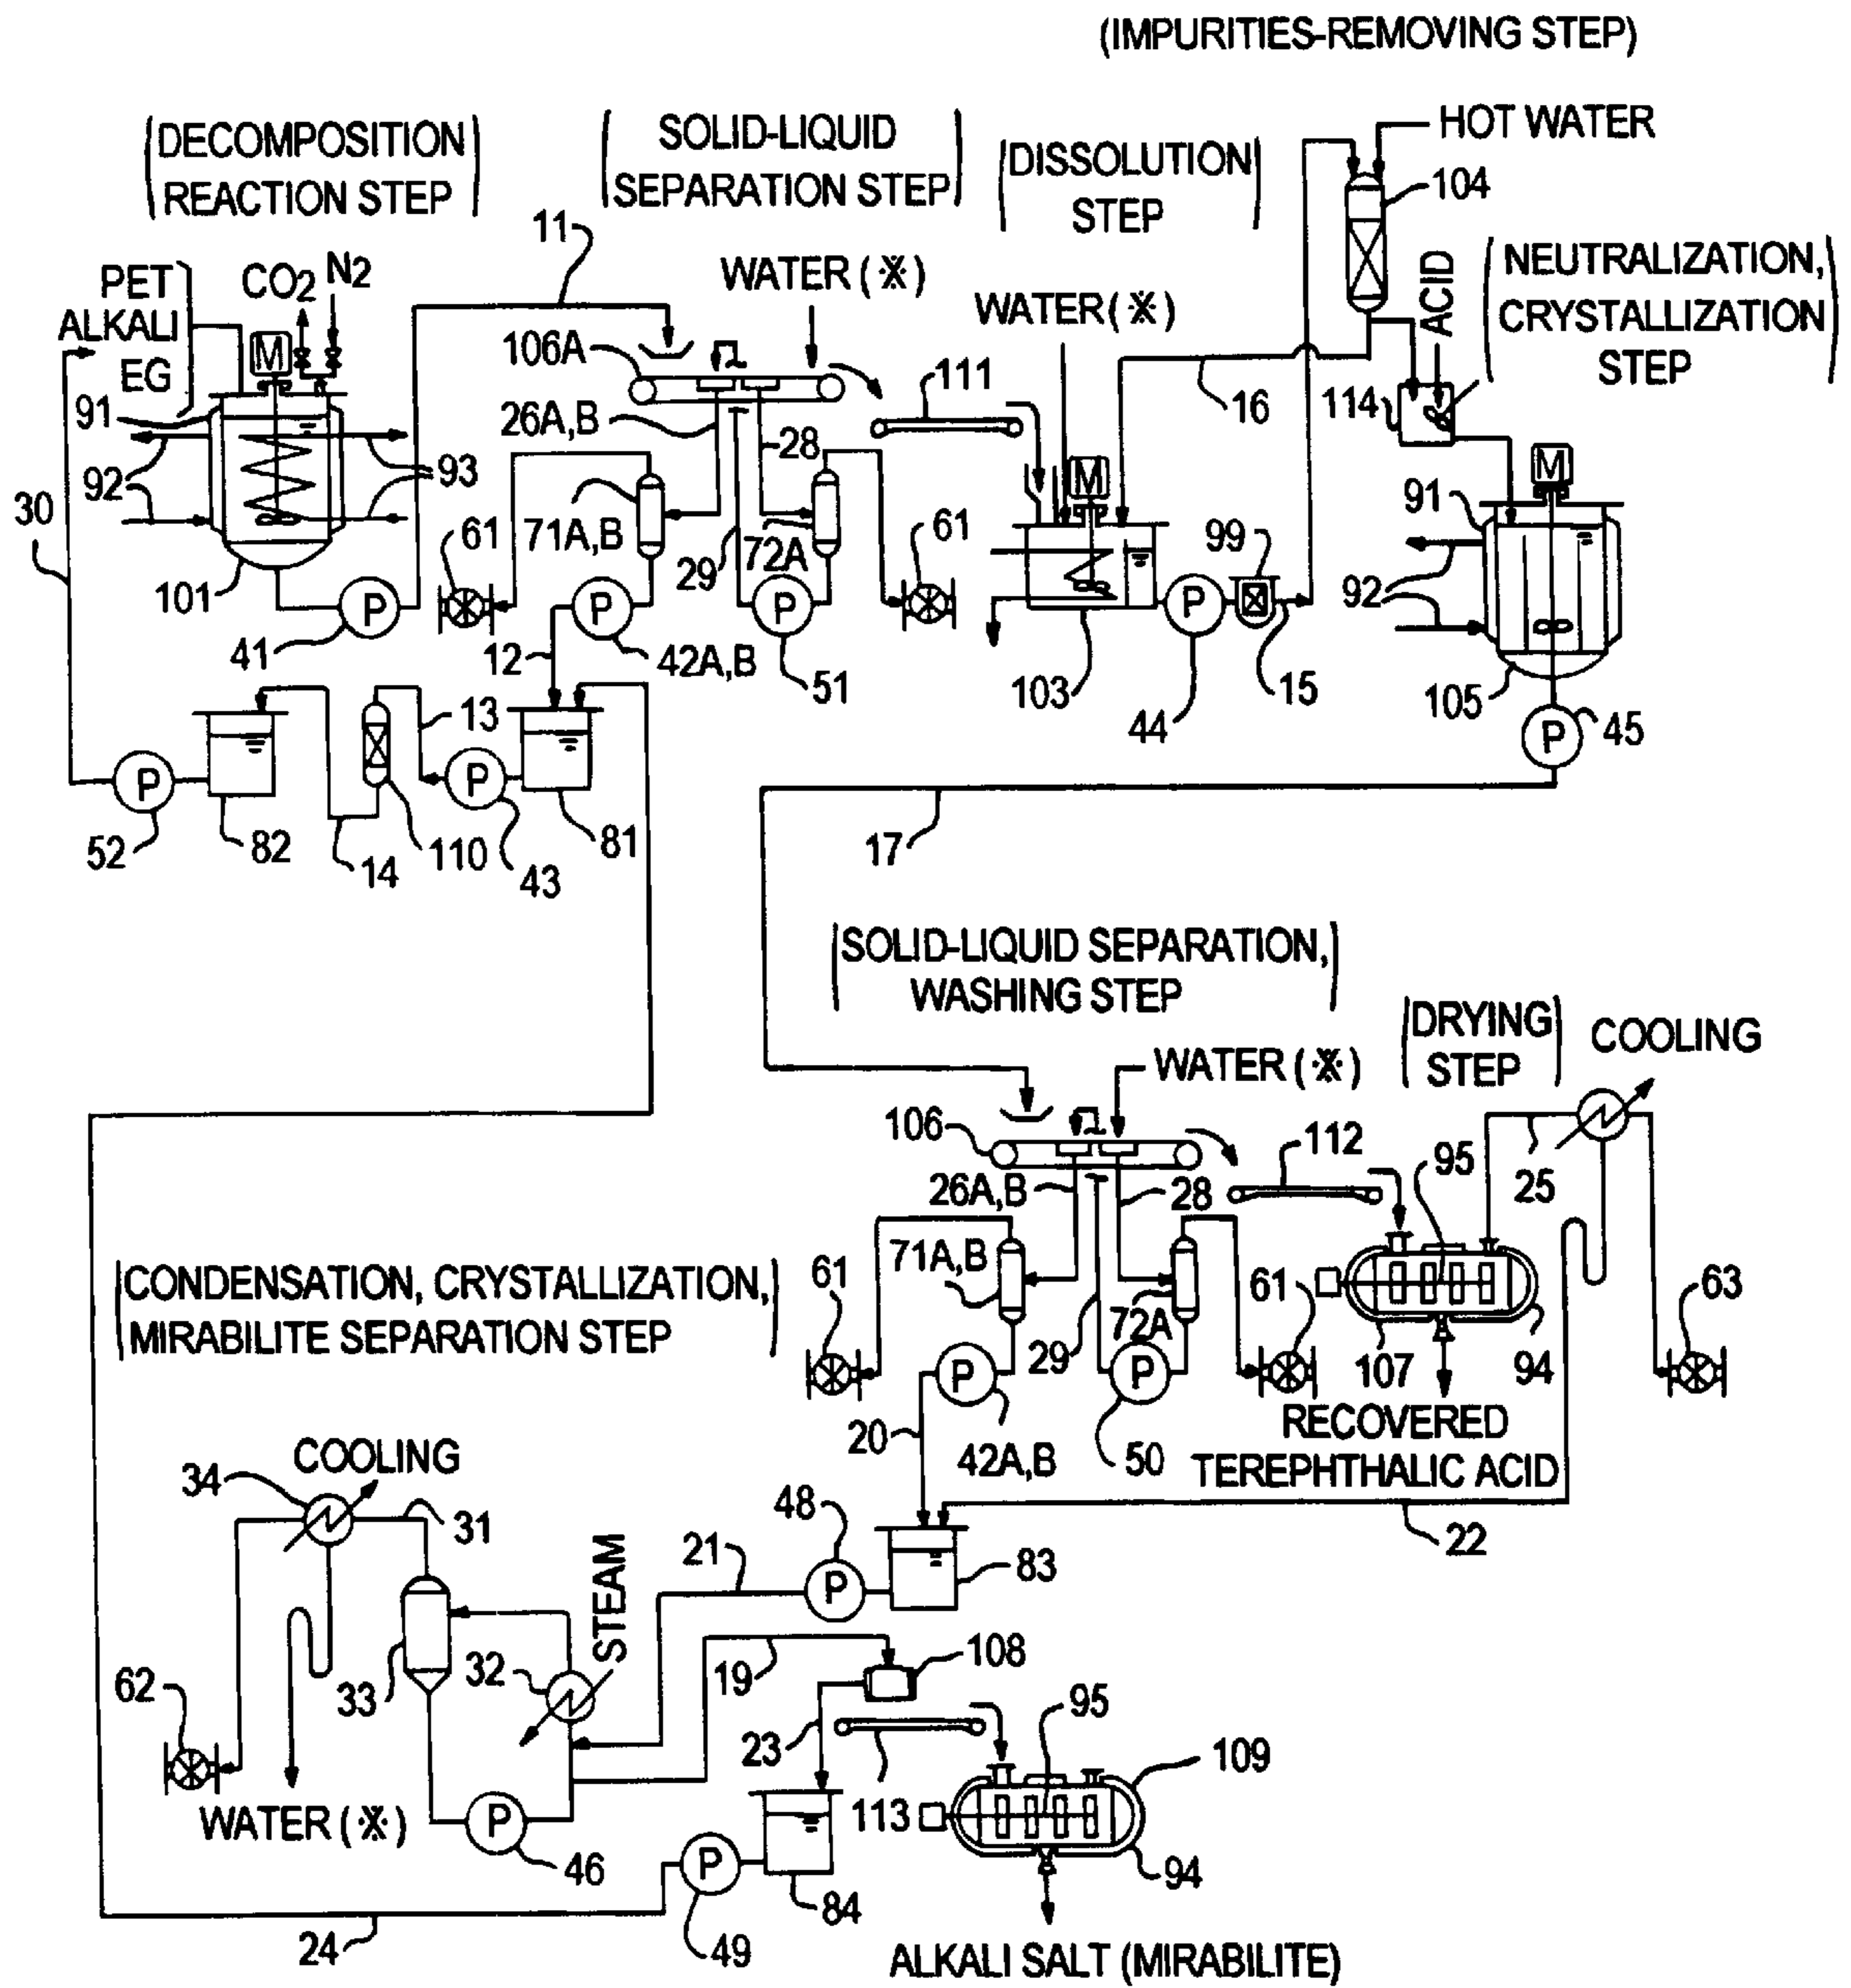 (IMPURITIES-REMOVING STEP)
(DECOMPOSITION
REACTION STEP)
(SOLID-LIQUID
SEPARATION STEP)
(DISSOLUTION
STEP)
HOT WATER
104
(NEUTRALIZATION,
CRYSTALLIZATION
STEP)
ACID
11
PET
ALKALI
EG
CO2
N2
WATER (※)
WATER (※)
M
106A
111
16
114
91
92
93
30
26A,B
28
71A,B
72A
61
29
61
99
M
M
91
92
101
P
41
12
P
42A,B
P
51
103
P
44
15
105
P
45
13
P
52
82
14
110
P
43
81
17
(SOLID-LIQUID SEPARATION,
WASHING STEP)
(DRYING
STEP)
COOLING
WATER (※)
106
112
95
25
26A,B
28
71A,B
72A
61
29
61
63
107
94
(CONDENSATION, CRYSTALLIZATION,
MIRABILITE SEPARATION STEP)
P
P
20
42A,B
50
RECOVERED
TEREPHTHALIC ACID
COOLING
34
31
48
21
P
83
22
STEAM
33
32
19
108
62
23
95
109
WATER (※)
P
46
113
94
P
84
24
49
ALKALI SALT (MIRABILITE)